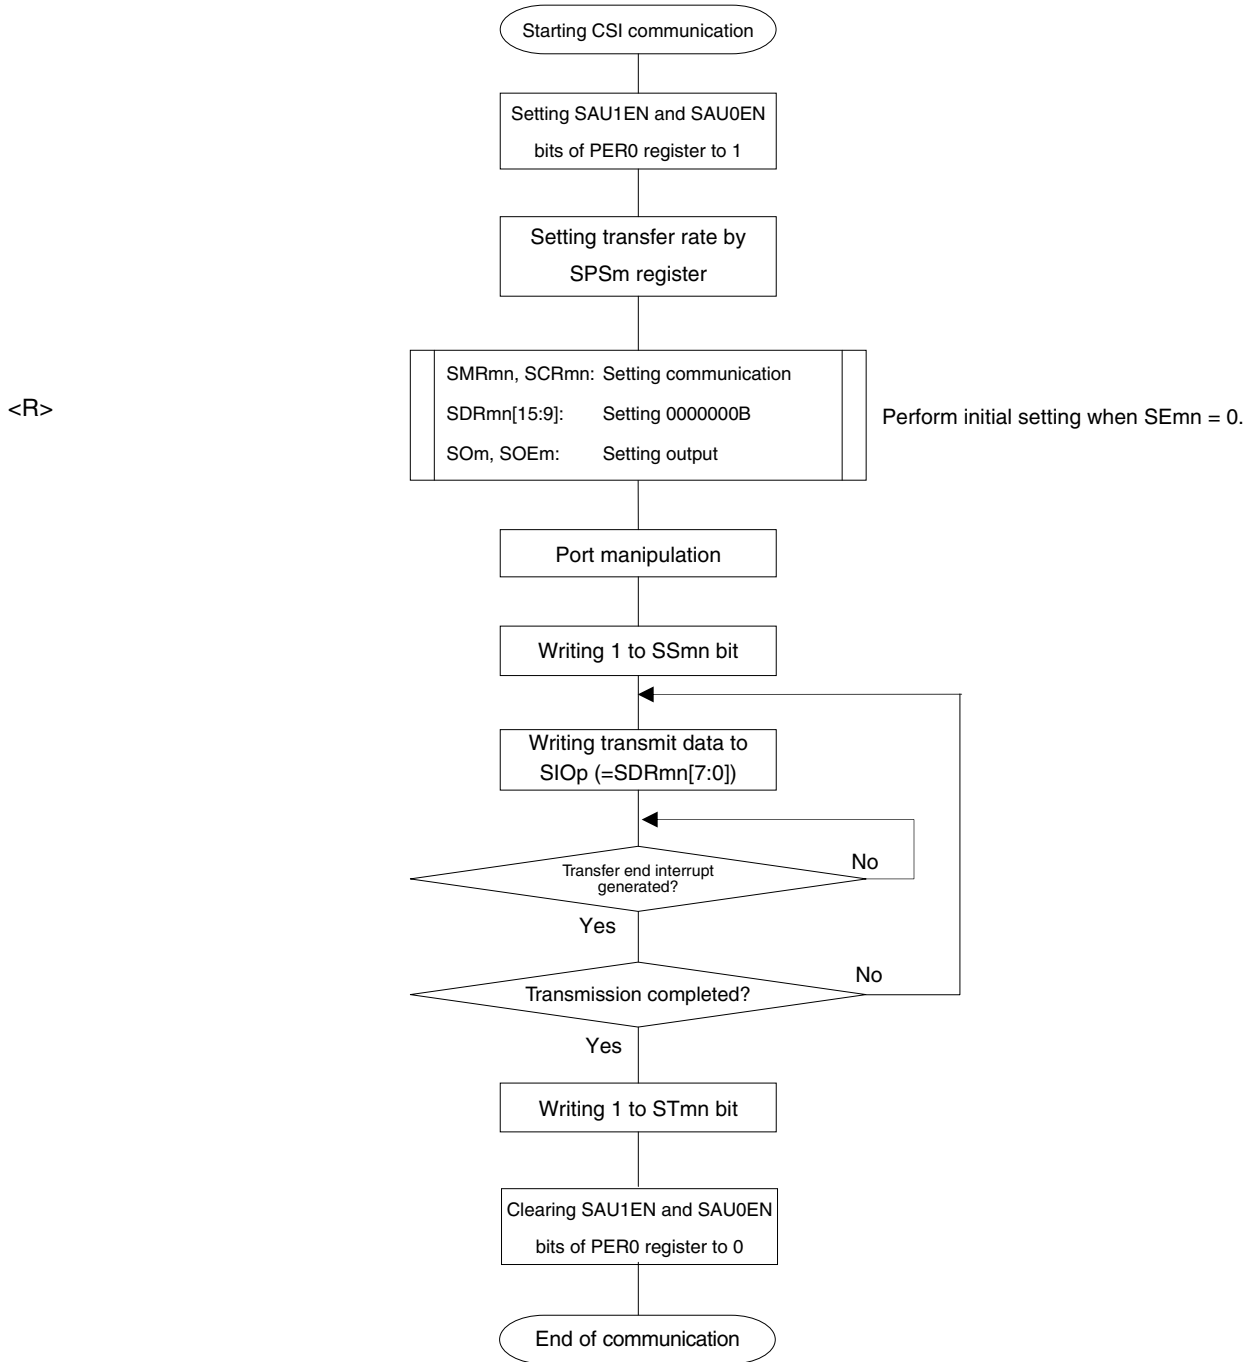 Starting CSI communication
Setting SAU1EN and SAU0EN
bits of PER0 register to 1
Setting transfer rate by
SPSm register
<R>
SMRmn, SCRmn: Setting communication
SDRmn[15:9]: Setting 0000000B
SOm, SOEm: Setting output
Perform initial setting when SEmn = 0.
Port manipulation
Writing 1 to SSmn bit
Writing transmit data to
SIOp (=SDRmn[7:0])
Transfer end interrupt
generated?
No
Yes
Transmission completed?
No
Yes
Writing 1 to STmn bit
Clearing SAU1EN and SAU0EN
bits of PER0 register to 0
End of communication